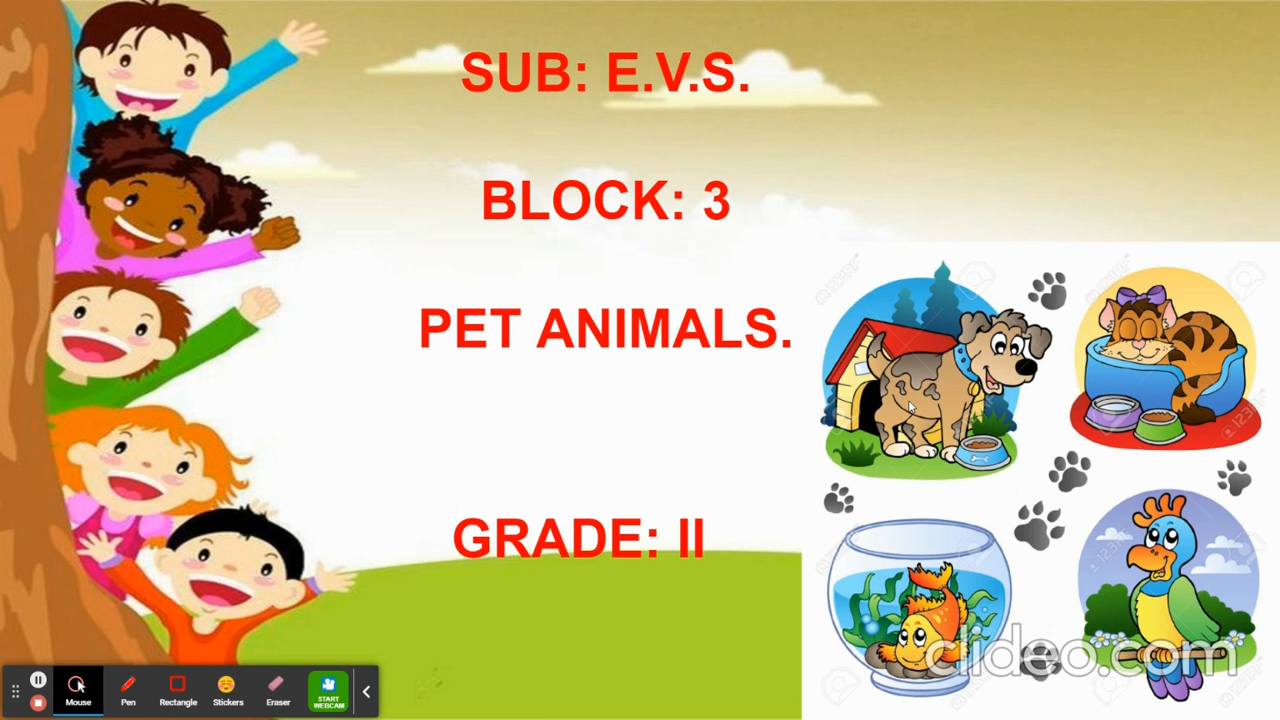 SUB: E.V.S.
BLOCK: 3
PET ANIMALS.
GRADE: II
clideo.com
Mouse
Pen
Rectangle
Stickers
Eraser
START
WEBCAM